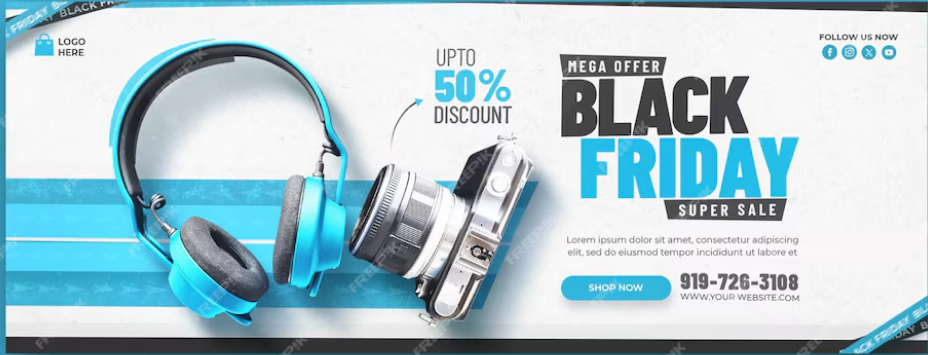 FRIDAY BLACK FR
LOGO
HERE
UPTO
50%
DISCOUNT
FOLLOW US NOW
MEGA OFFER
BLACK
FRIDAY
SUPER SALE
Lorem ipsum dolor sit amet, consectetur adipiscing
elit, sed do eiusmod tempor incididunt ut labore et
SHOP NOW
919-726-3108
WWW.YOUR WEBSITE.COM
FREEPIK